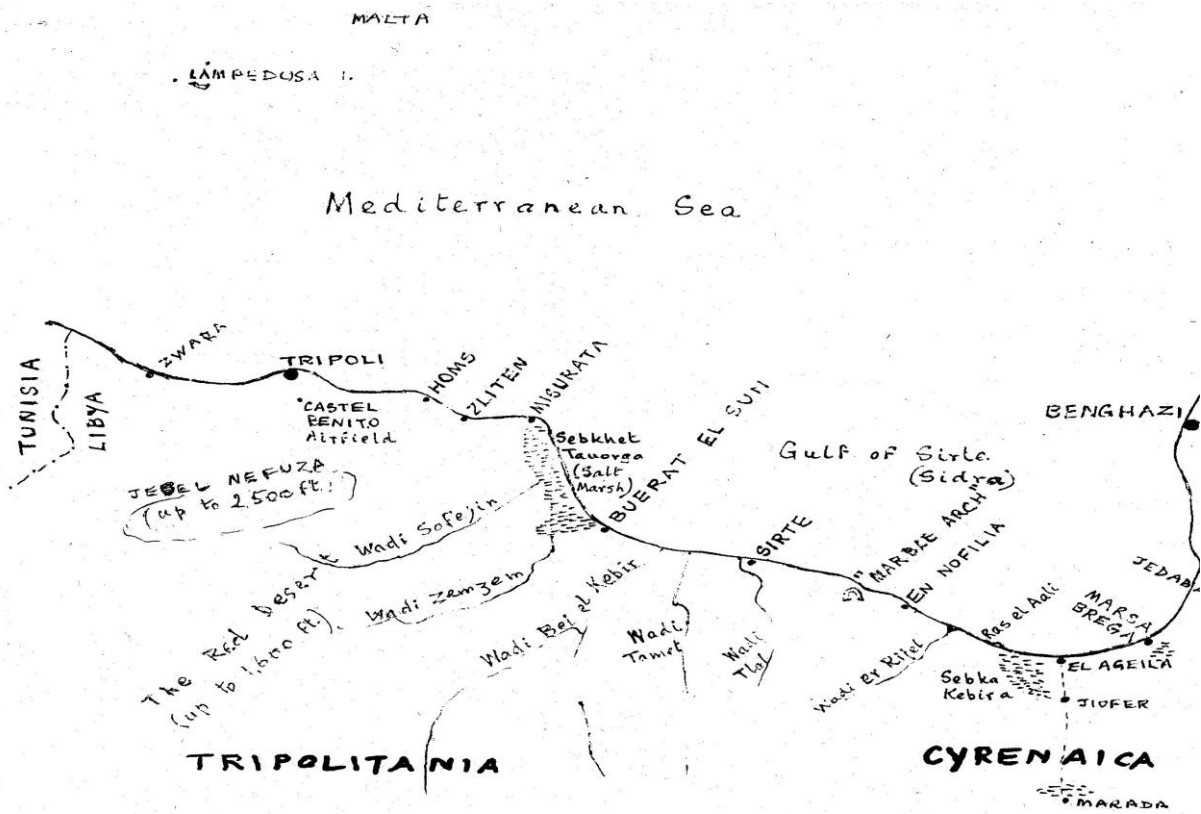 MALTA
LAMPEDUSA I.
Mediterranean Sea
TUNISIA
LIBYA
ZWARA
TRIPOLI
CASTEL
BENITO
Airfield
HOMS
ZLITEN
MISURATA
Sebkhet
Tauorga
(Salt
Marsh)
BUERAT EL SUN
Gulf of Sirte
(Sidra)
BENGHAZI
JEBEL NEFUZA
(up to 2,500 ft.)
Wadi Sofejin
The Red Desert
(up to 1,600 ft.)
Wadi Zemzem
Wadi Bei el Kebir
Wadi
Tamet
SIRTE
Wadi
Tlal
"MARBLE ARCH"
EN NOFILIA
Wadi er Rifel
Ras el Aali
Sebka
Kebira
MARSA
BREGA
JEDABA
EL AGEILA
JIOFER
TRIPOLITANIA
CYRENAICA
MARADA